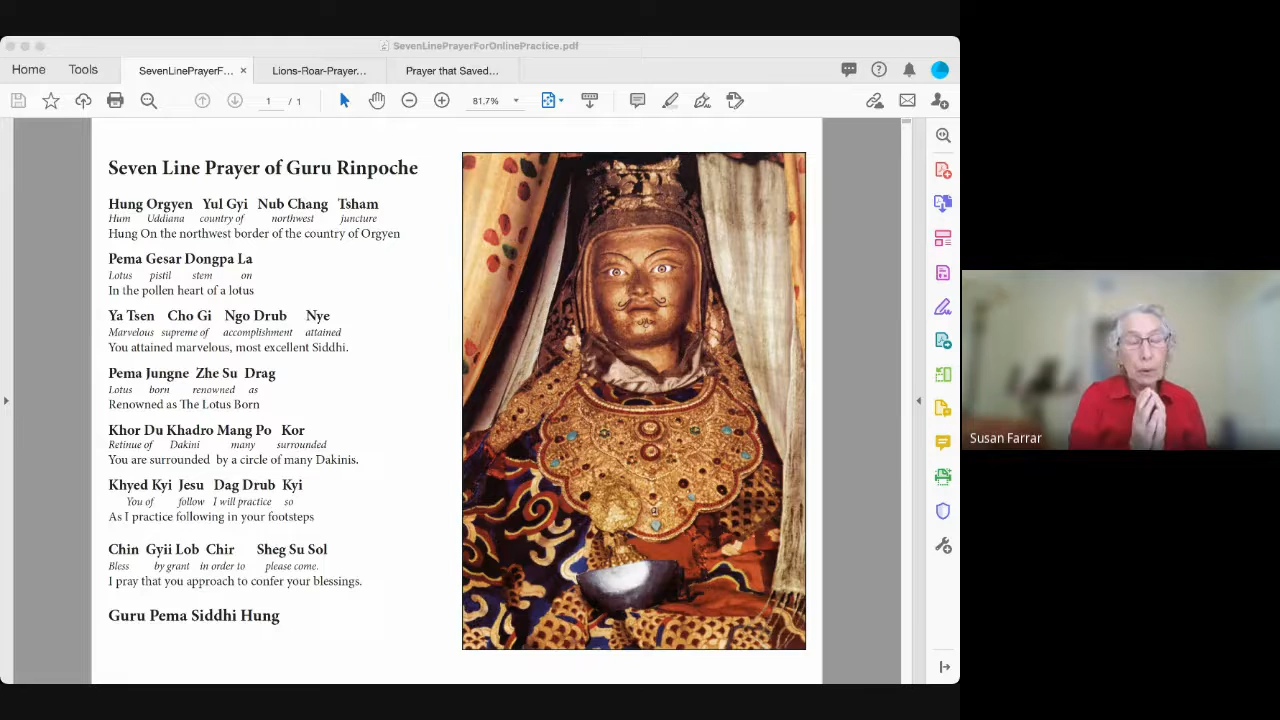 SevenLinePrayerForOnlinePractice.pdf
Home Tools SevenLinePrayerF... × Lions-Roar-Prayer... Prayer that Saved...
1 / 1 81.7%
Seven Line Prayer of Guru Rinpoche
Hung Orgyen Yul Gyi Nub Chang Tsham
Hum Uddiana country of northwest juncture
Hung On the northwest border of the country of Orgyen
Pema Gesar Dongpa La
Lotus pistil stem on
In the pollen heart of a lotus
Ya Tsen Cho Gi Ngo Drub Nye
Marvelous supreme of accomplishment attained
You attained marvelous, most excellent Siddhi.
Pema Jungne Zhe Su Drag
Lotus born renowned as
Renowned as The Lotus Born
Khor Du Khadro Mang Po Kor
Retinue of Dakini many surrounded
You are surrounded by a circle of many Dakinis.
Khyed Kyi Jesu Dag Drub Kyi
You of follow I will practice so
As I practice following in your footsteps
Chin Gyii Lob Chir Sheg Su Sol
Bless by grant in order to please come.
I pray that you approach to confer your blessings.
Guru Pema Siddhi Hung
Susan Farrar